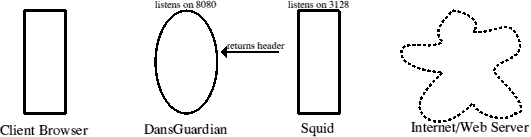 listens on 8080
listens on 3128
returns header
Client Browser
DansGuardian
Squid
Internet/Web Server